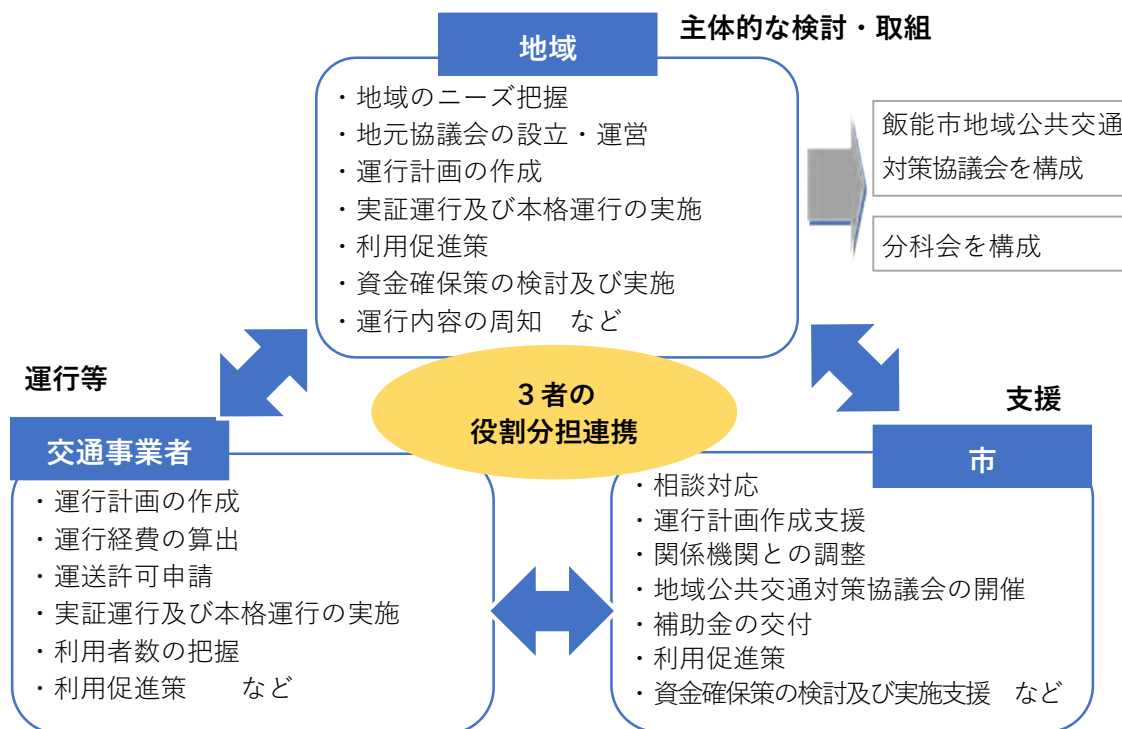 主体的な検討・取組
地域
・地域のニーズ把握
・地元協議会の設立・運営
・運行計画の作成
・実証運行及び本格運行の実施
・利用促進策
・資金確保策の検討及び実施
・運行内容の周知　など
飯能市地域公共交通
対策協議会を構成
分科会を構成
3者の
役割分担連携
運行等
交通事業者
・運行計画の作成
・運行経費の算出
・運送許可申請
・実証運行及び本格運行の実施
・利用者数の把握
・利用促進策　　など
支援
市
・相談対応
・運行計画作成支援
・関係機関との調整
・地域公共交通対策協議会の開催
・補助金の交付
・利用促進策
・資金確保策の検討及び実施支援　など